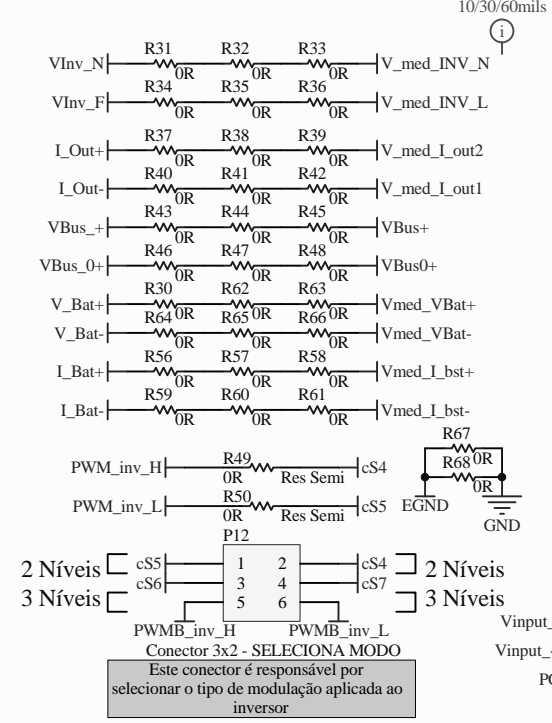 10/30/60mils
i
R31 R32 R33
VInv_N 0R 0R 0R V_med_INV_N
R34 R35 R36
VInv_F 0R 0R 0R V_med_INV_L
R37 R38 R39
I_Out+ 0R 0R 0R V_med_I_out2
R40 R41 R42
I_Out- 0R 0R 0R V_med_I_out1
R43 R44 R45
VBus_+ 0R 0R 0R VBus+
R46 R47 R48
VBus_0+ 0R 0R 0R VBus0+
R30 R62 R63
V_Bat+ 0R 0R 0R Vmed_VBat+
R64 R65 R66
V_Bat- 0R 0R 0R Vmed_VBat-
R56 R57 R58
I_Bat+ 0R 0R 0R Vmed_I_bst+
R59 R60 R61
I_Bat- 0R 0R 0R Vmed_I_bst-
R67
0R
R68
0R
EGND
GND
R49
PWM_inv_H 0R Res Semi cS4
R50
PWM_inv_L 0R Res Semi cS5
P12
2 Níveis cS5 1 2 cS4 2 Níveis
cS6 3 4 cS7
3 Níveis 5 6 3 Níveis
PWMB_inv_H PWMB_inv_L
Conector 3x2 - SELECIONA MODO
Este conector é responsável por
selecionar o tipo de modulação aplicada ao
inversor
Vinput_
Vinput_-